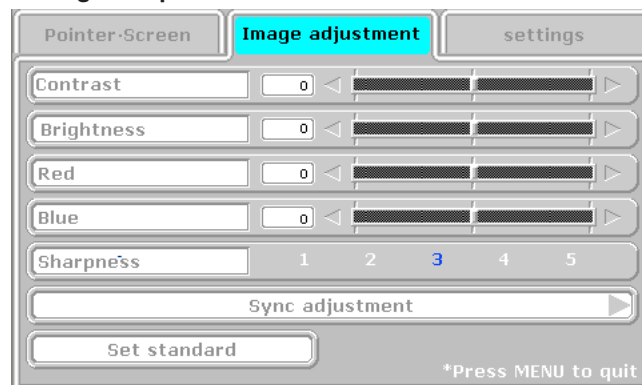 Pointer·Screen Image adjustment settings
Contrast 0
Brightness 0
Red 0
Blue 0
Sharpness 1 2 3 4 5
Sync adjustment
Set standard
*Press MENU to quit